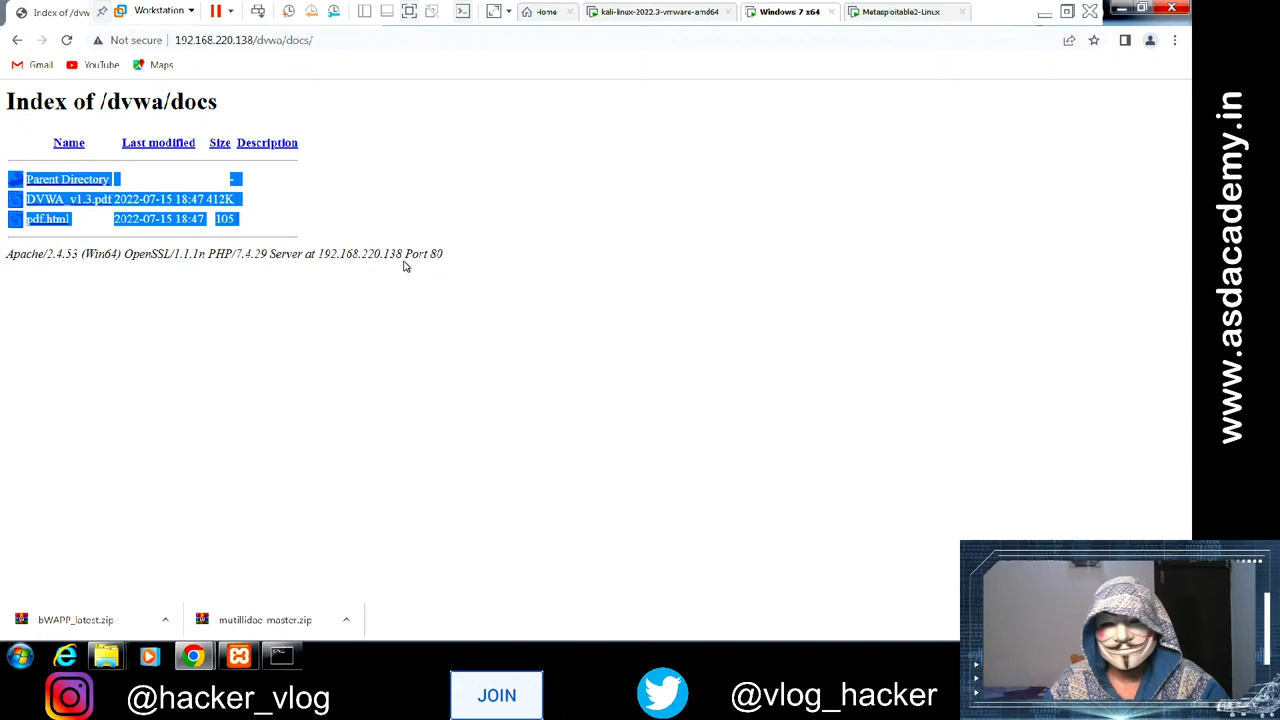 Index of /dvw
Workstation
Home
kali-linux-2022.3-vmware-amd64
Windows 7 x64
Metasploitable2-Linux
Not secure
192.168.220.138/dvwa/docs/
Gmail
YouTube
Maps
Index of /dvwa/docs
Name Last modified Size Description
Parent Directory -
DVWA_v1.3.pdf 2022-07-15 18:47 412K
pdf.html 2022-07-15 18:47 105
Apache/2.4.53 (Win64) OpenSSL/1.1.1n PHP/7.4.29 Server at 192.168.220.138 Port 80
www.asdacademy.in
bWAPP_latest.zip
mutillidae_master.zip
@hacker_vlog
JOIN
@vlog_hacker